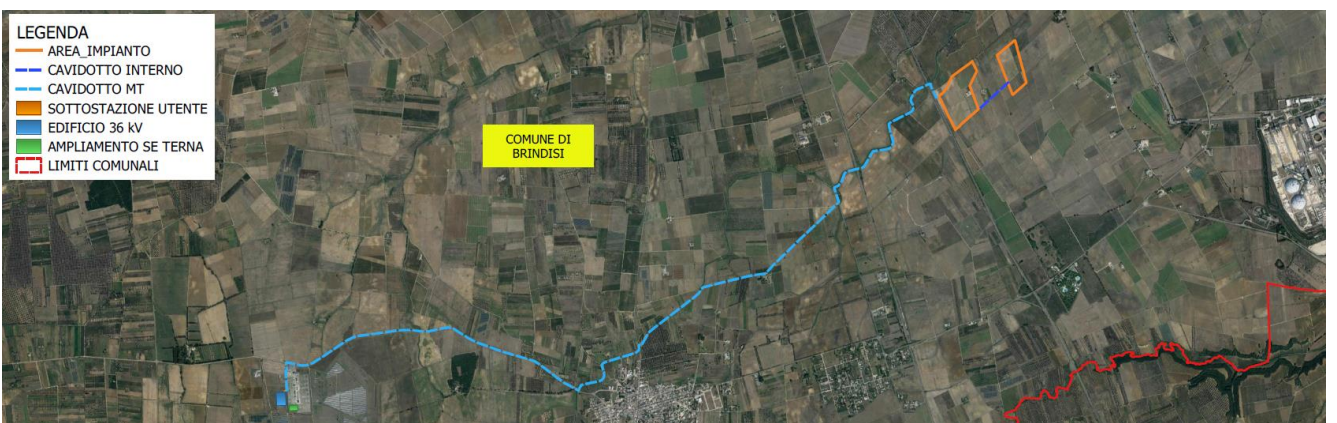 LEGENDA
AREA_IMPIANTO
CAVIDOTTO INTERNO
CAVIDOTTO MT
SOTTOSTAZIONE UTENTE
EDIFICIO 36 kV
AMPLIAMENTO SE TERNA
LIMITI COMUNALI
COMUNE DI
BRINDISI